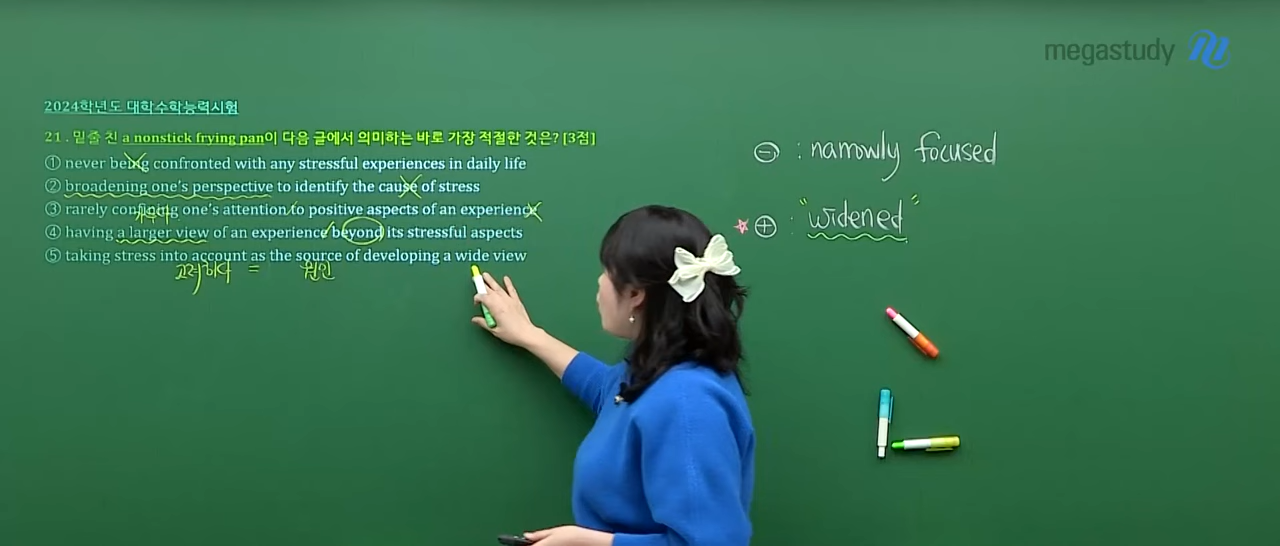 megastudy
2024학년도 대학수학능력시험
21 . 밑줄 친 a nonstick frying pan이 다음 글에서 의미하는 바로 가장 적절한 것은? [3점]
① never being confronted with any stressful experiences in daily life
② broadening one's perspective to identify the cause of stress
③ rarely confining one's attention to positive aspects of an experience
가두다
④ having a larger view of an experience beyond its stressful aspects
⑤ taking stress into account as the source of developing a wide view
고려하다 = 원인
⊖ : narrowly focused
⊕ : "widened"